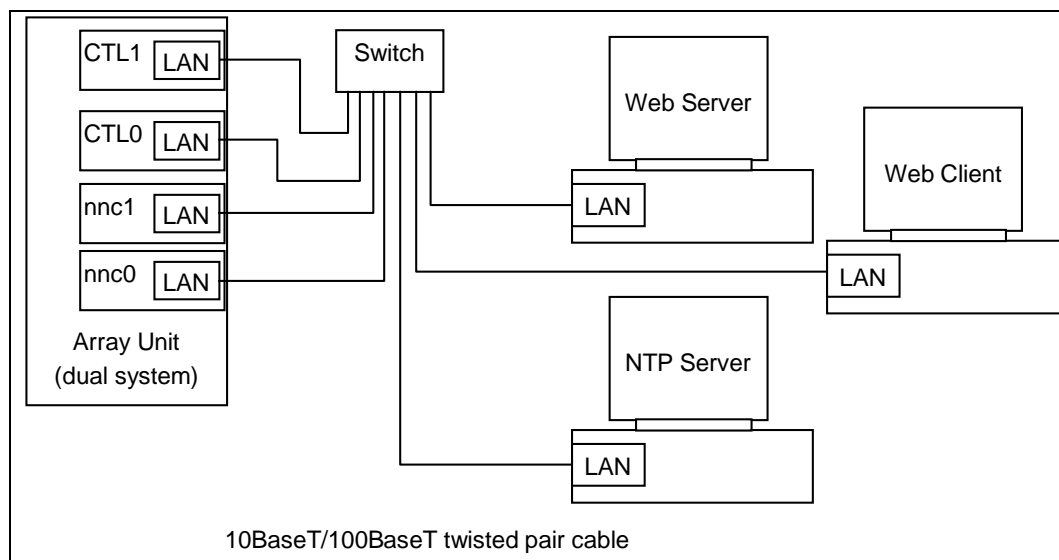 CTL1
LAN
CTL0
LAN
nnc1
LAN
nnc0
LAN
Array Unit
(dual system)
Switch
Web Server
LAN
Web Client
LAN
NTP Server
LAN
10BaseT/100BaseT twisted pair cable